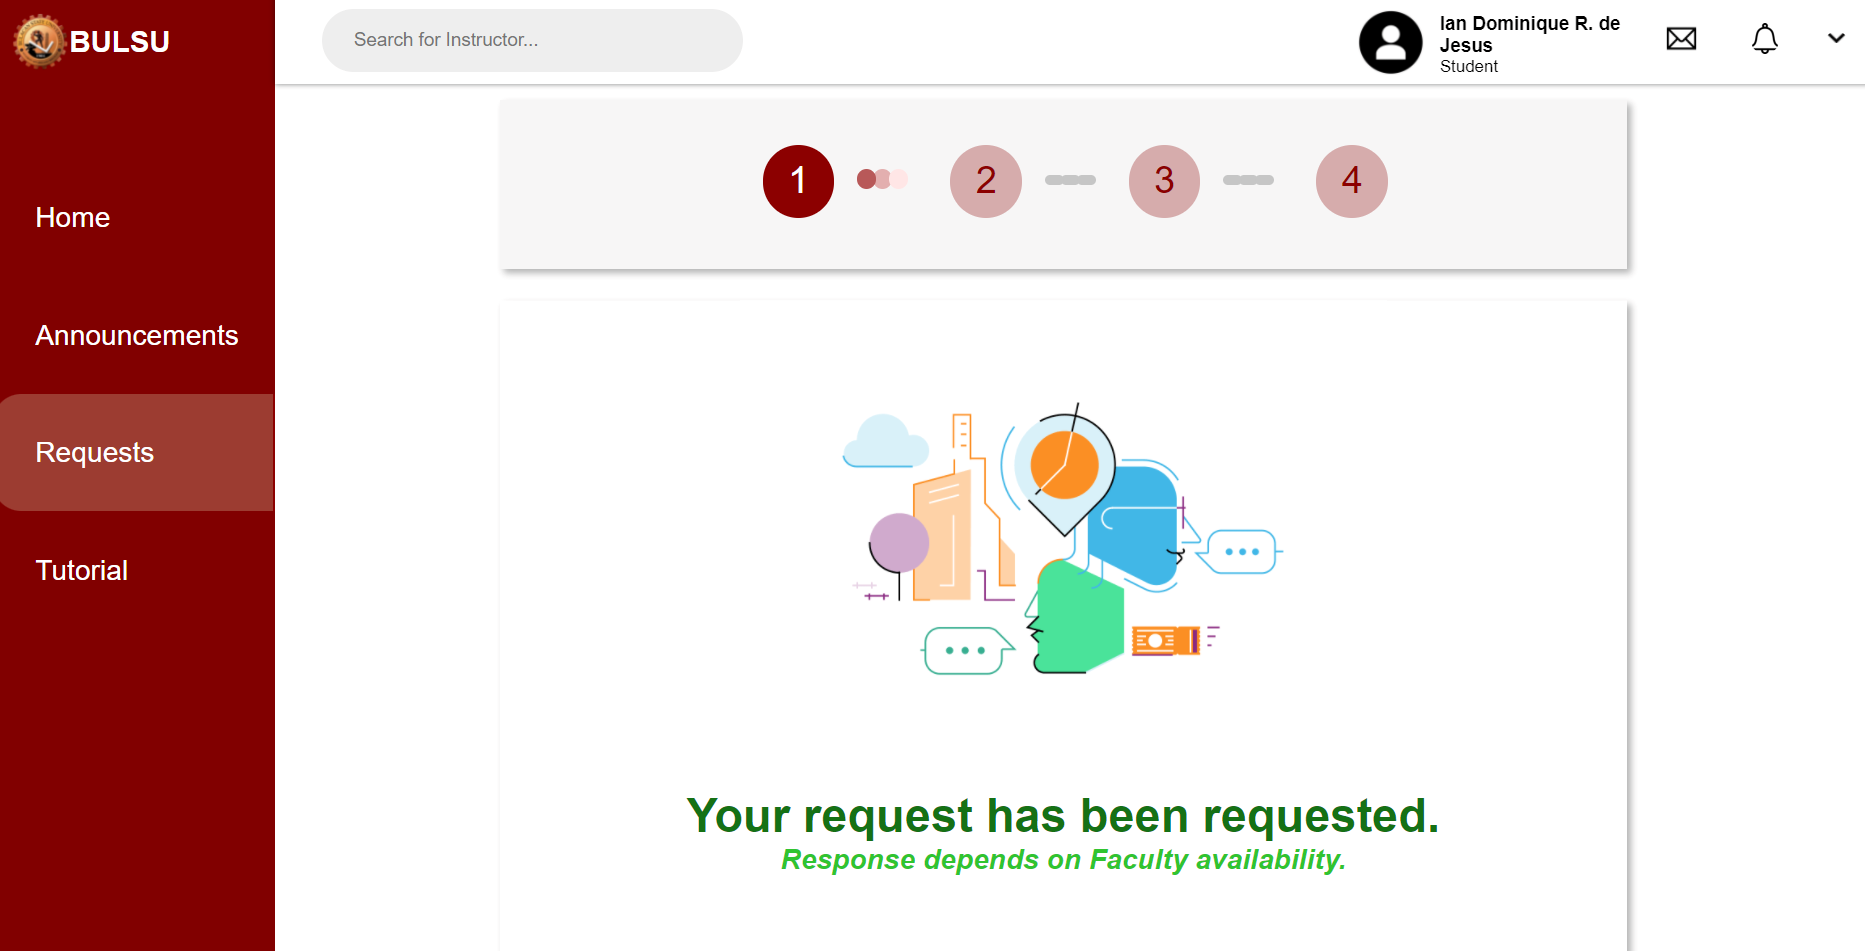 BULSU
Search for Instructor...
Ian Dominique R. de
Jesus
Student
Home
Announcements
Requests
Tutorial
1 2 3 4
Your request has been requested.
Response depends on Faculty availability.